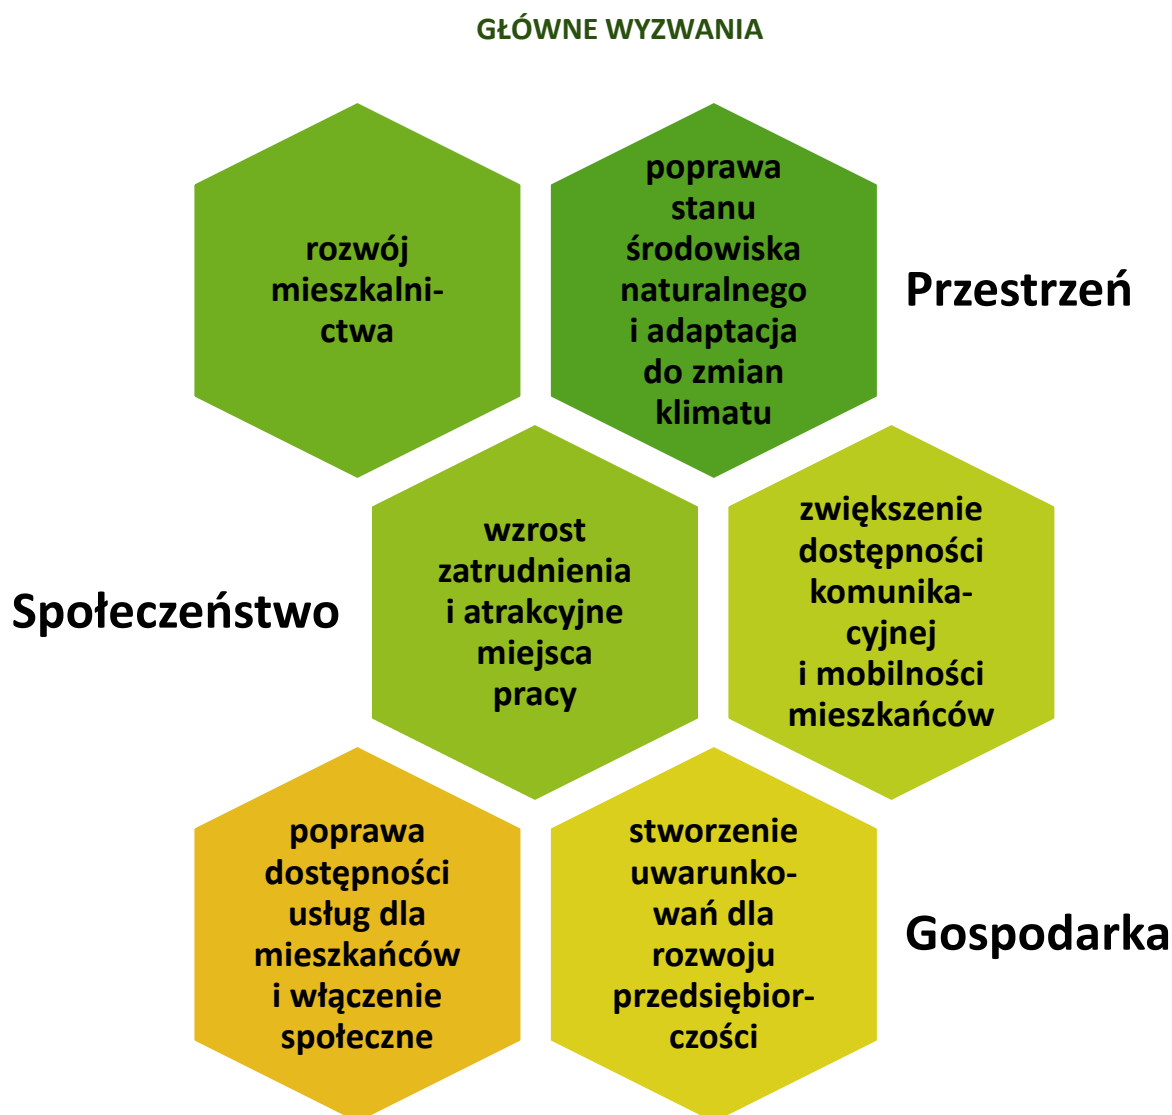 GŁÓWNE WYZWANIA
rozwój
mieszkalni-
ctwa
poprawa
stanu
środowiska
naturalnego
i adaptacja
do zmian
klimatu
Przestrzeń
Społeczeństwo
wzrost
zatrudnienia
i atrakcyjne
miejsca
pracy
zwiększenie
dostępności
komunika-
cyjnej
i mobilności
mieszkańców
poprawa
dostępności
usług dla
mieszkańców
i włączenie
społeczne
stworzenie
uwarunko-
wań dla
rozwoju
przedsiębior-
czości
Gospodarka